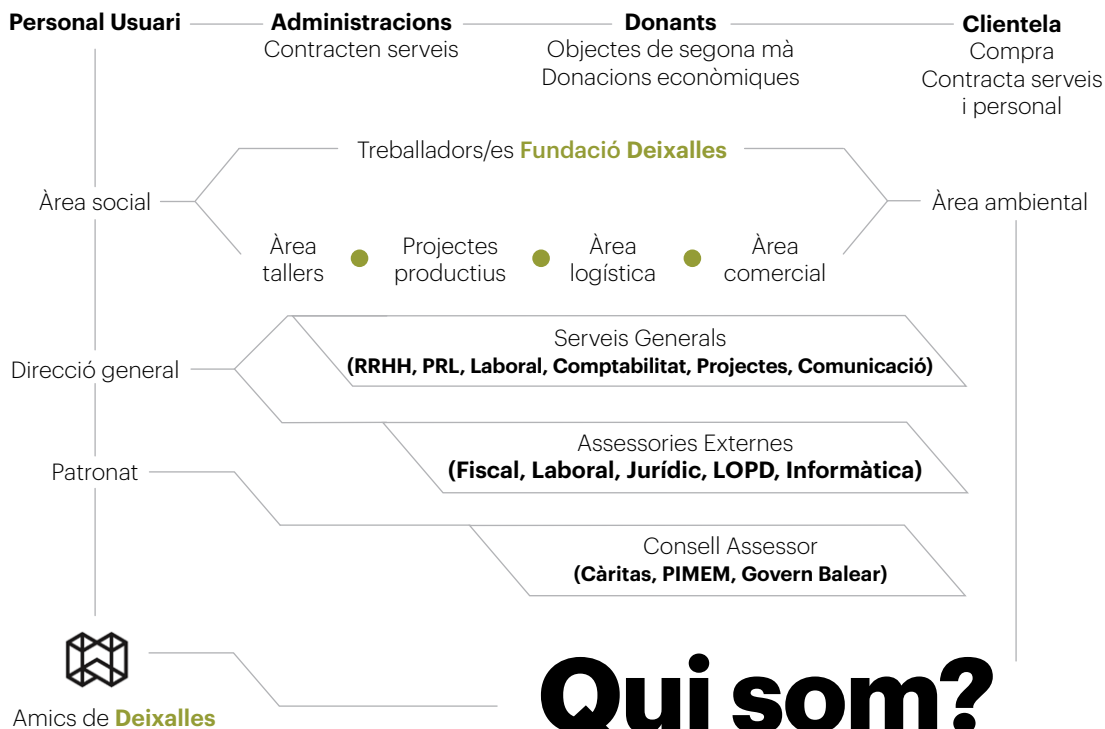 Personal Usuari
Administracions
Contracten serveis
Donants
Objectes de segona mà
Donacions econòmiques
Clientela
Compra
Contracta serveis
i personal
Treballadors/es Fundació Deixalles
Àrea social
Àrea ambiental
Àrea
tallers
Projectes
productius
Àrea
logística
Àrea
comercial
Direcció general
Serveis Generals
(RRHH, PRL, Laboral, Comptabilitat, Projectes, Comunicació)
Assessories Externes
(Fiscal, Laboral, Jurídic, LOPD, Informàtica)
Patronat
Consell Assessor
(Càritas, PIMEM, Govern Balear)
Amics de Deixalles
Qui som?